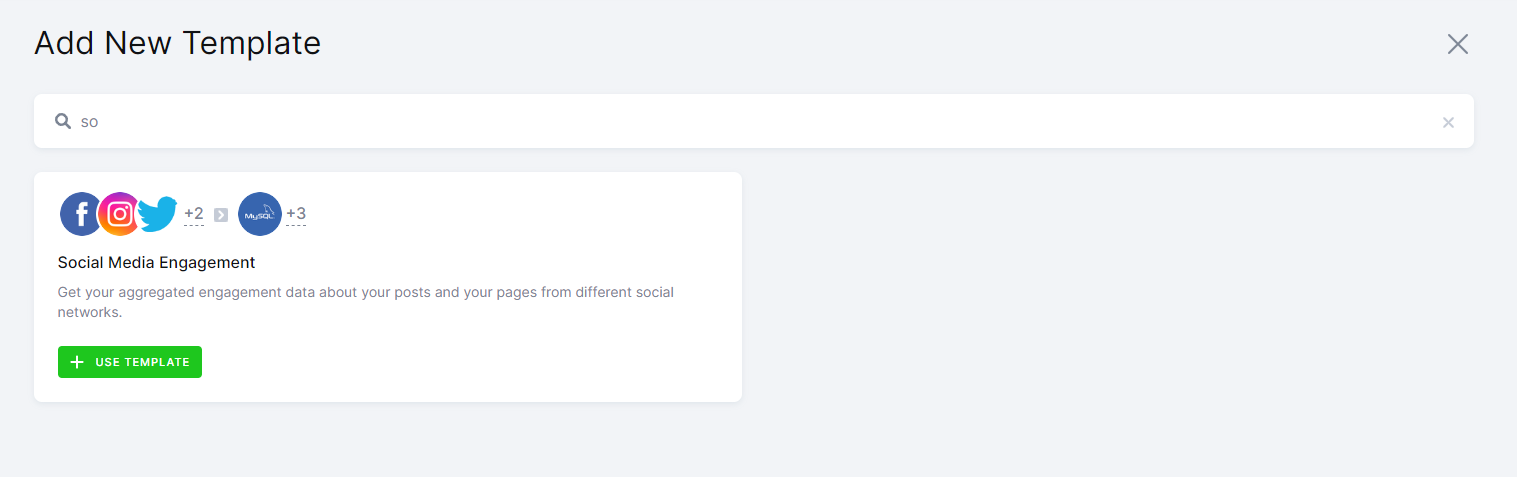 Add New Template
so
+2
MySQL
+3
Social Media Engagement
Get your aggregated engagement data about your posts and your pages from different social
networks.
USE TEMPLATE